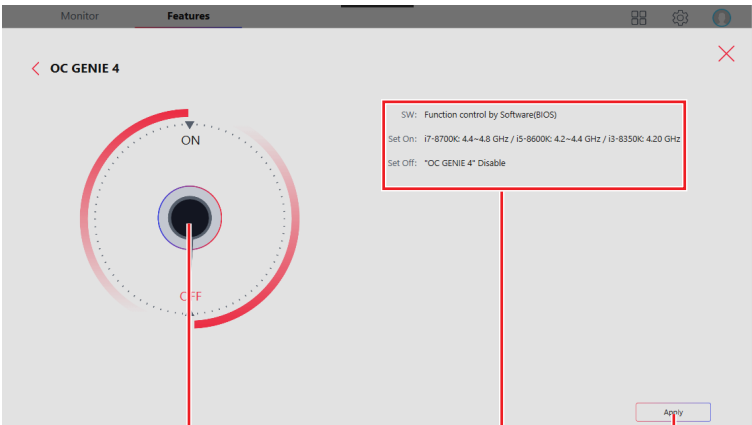 Monitor Features
OC GENIE 4
SW: Function control by Software(BIOS)
Set On: i7-8700K: 4.4~4.8 GHz / i5-8600K: 4.2~4.4 GHz / i3-8350K: 4.20 GHz
Set Off: "OC GENIE 4" Disable
ON
OFF
Apply